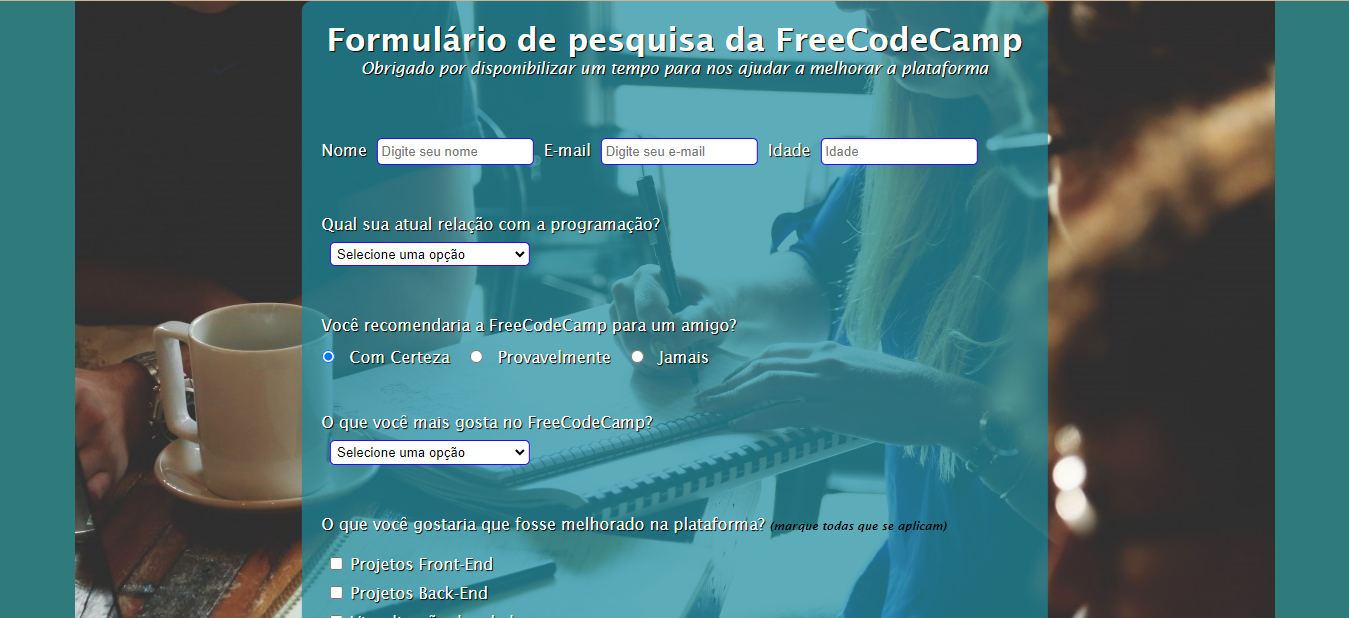 Formulário de pesquisa da FreeCodeCamp
Obrigado por disponibilizar um tempo para nos ajudar a melhorar a plataforma
Nome Digite seu nome E-mail Digite seu e-mail Idade Idade
Qual sua atual relação com a programação?
Selecione uma opção
Você recomendaria a FreeCodeCamp para um amigo?
Com Certeza Provavelmente Jamais
O que você mais gosta no FreeCodeCamp?
Selecione uma opção
O que você gostaria que fosse melhorado na plataforma? (marque todas que se aplicam)
Projetos Front-End
Projetos Back-End